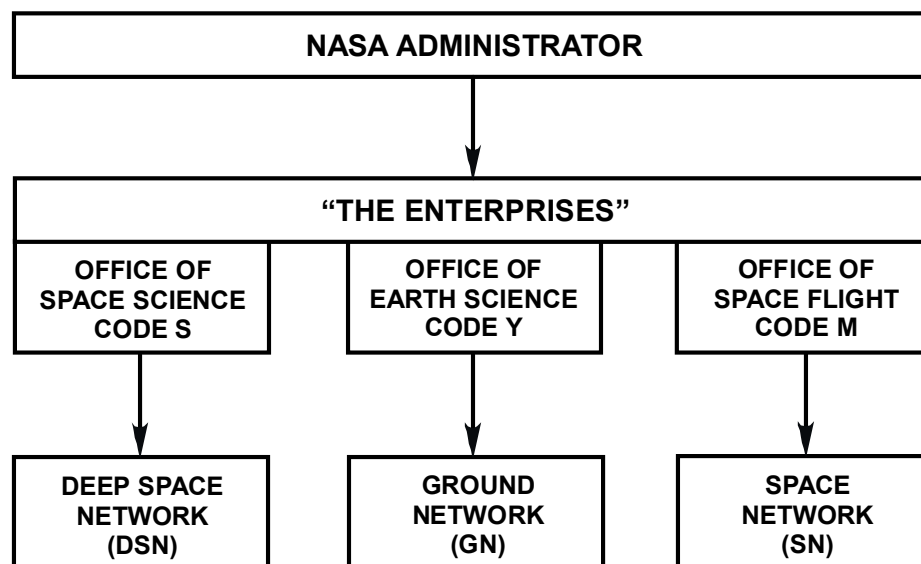 NASA ADMINISTRATOR
“THE ENTERPRISES”
OFFICE OF
SPACE SCIENCE
CODE S
OFFICE OF
EARTH SCIENCE
CODE Y
OFFICE OF
SPACE FLIGHT
CODE M
DEEP SPACE
NETWORK
(DSN)
GROUND
NETWORK
(GN)
SPACE
NETWORK
(SN)